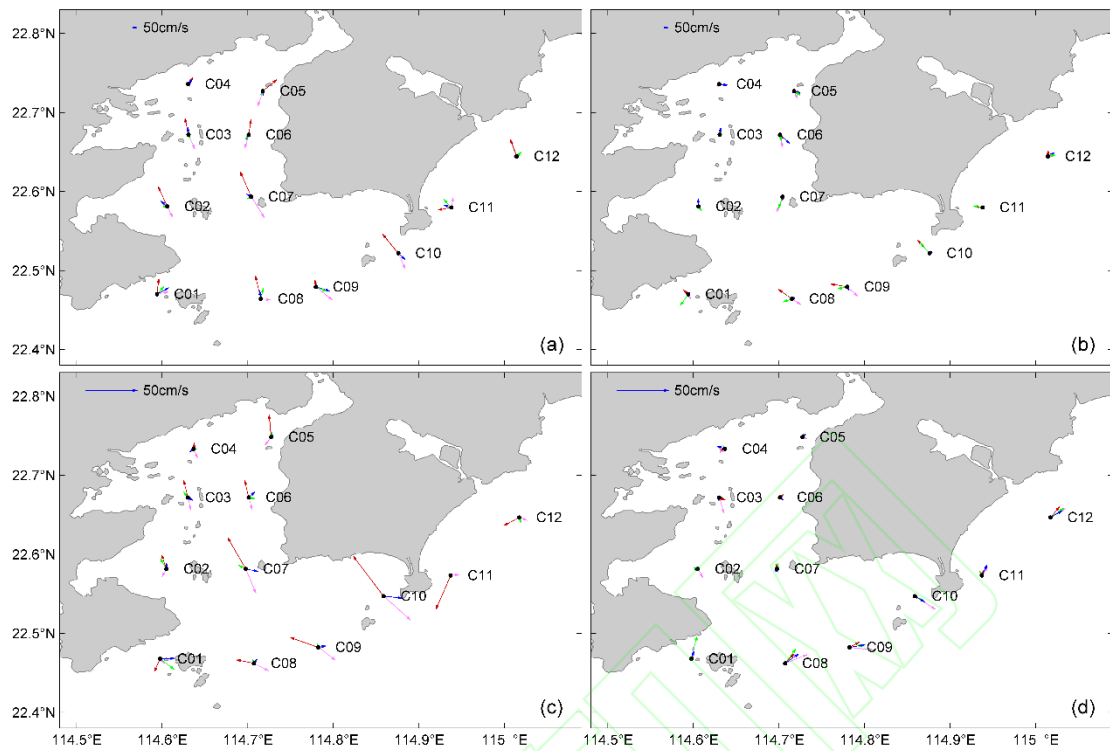 22.8°N
22.7°N
22.6°N
22.5°N
22.4°N
50cm/s
C04
C05
C03
C06
C12
C02
C07
C11
C10
C01
C08
C09
(a)
50cm/s
C04
C05
C03
C06
C12
C02
C07
C11
C10
C01
C08
C09
(b)
22.8°N
22.7°N
22.6°N
22.5°N
22.4°N
50cm/s
C04
C05
C03
C06
C12
C02
C07
C11
C10
C01
C08
C09
(c)
114.5°E
114.6°E
114.7°E
114.8°E
114.9°E
115°E
50cm/s
C05
C04
C03
C06
C12
C02
C07
C11
C10
C09
C01
C08
(d)
114.5°E
114.6°E
114.7°E
114.8°E
114.9°E
115°E